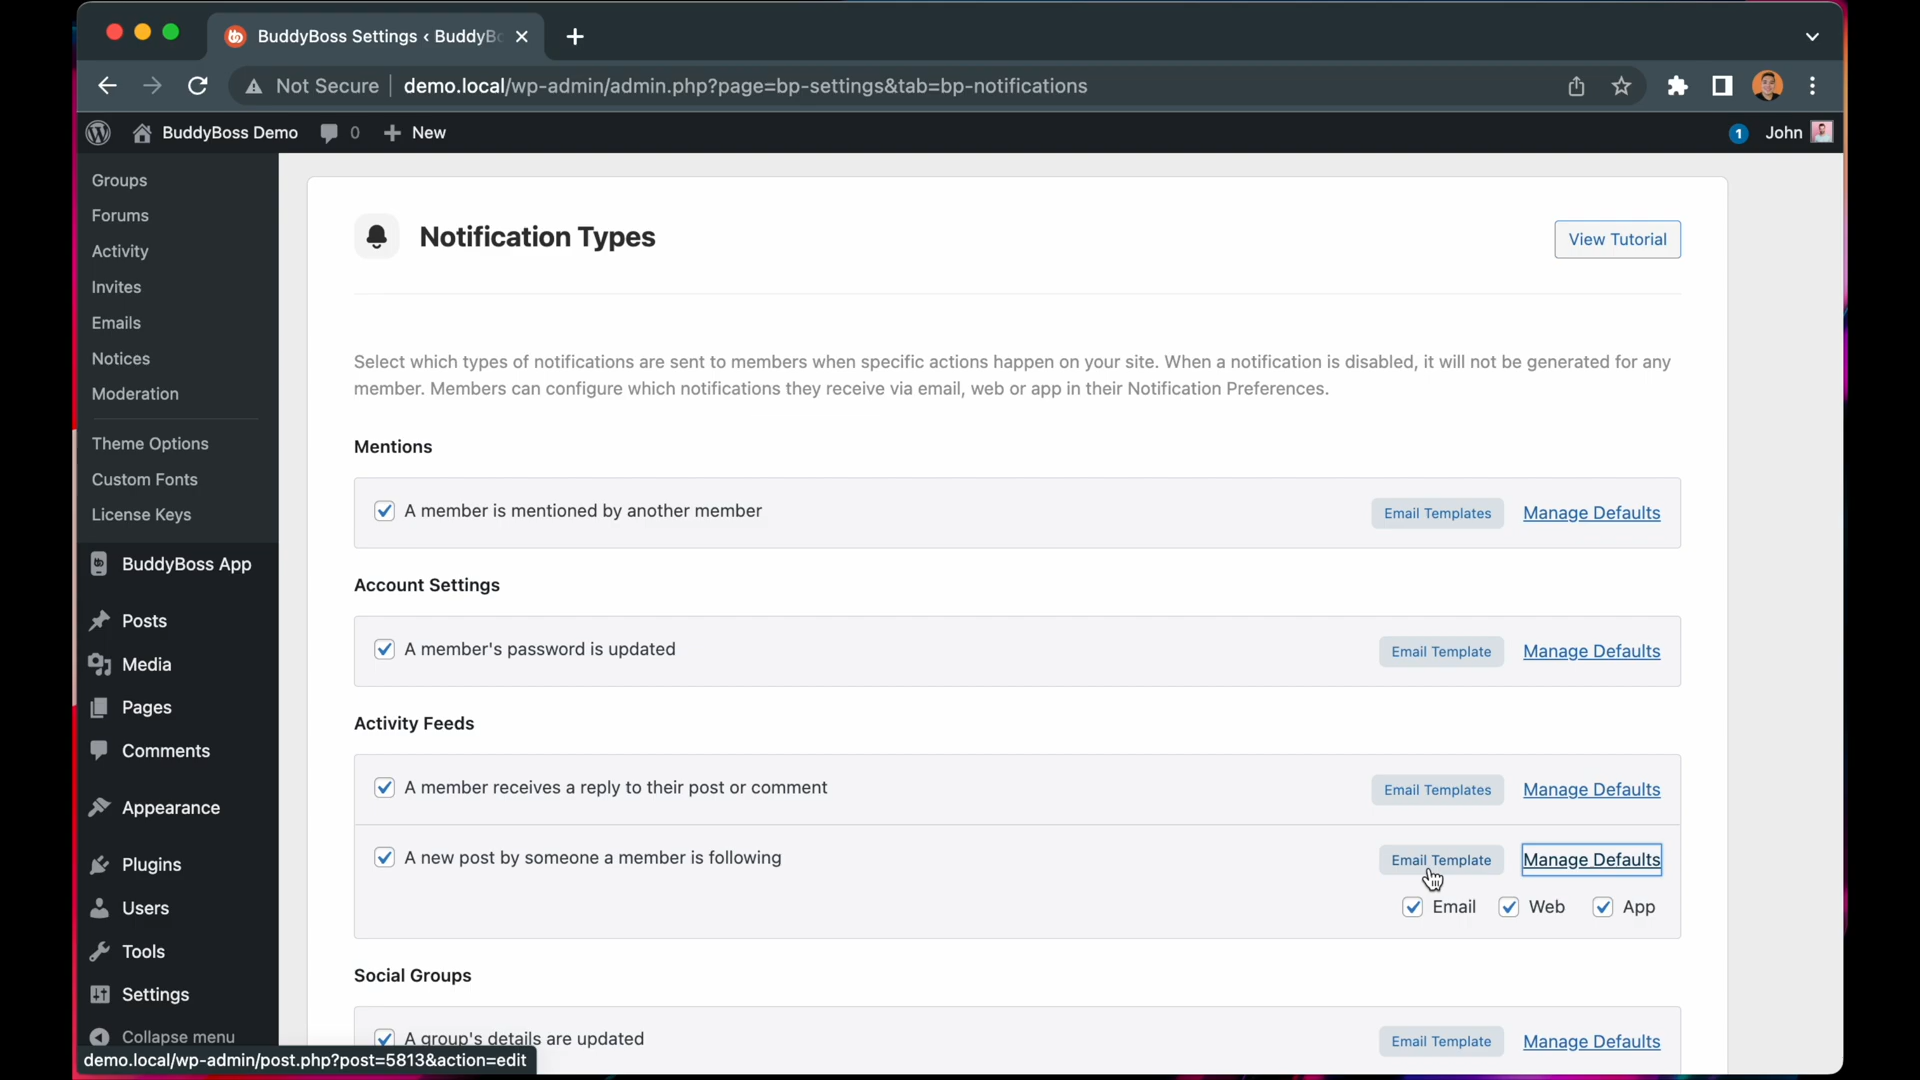 BuddyBoss Settings ‹ BuddyBo
Not Secure
demo.local/wp-admin/admin.php?page=bp-settings&tab=bp-notifications
BuddyBoss Demo
0
New
1
John
Groups
Forums
Activity
Invites
Emails
Notices
Moderation
Theme Options
Custom Fonts
License Keys
BuddyBoss App
Posts
Media
Pages
Comments
Appearance
Plugins
Users
Tools
Settings
Collapse menu
Notification Types
View Tutorial
Select which types of notifications are sent to members when specific actions happen on your site. When a notification is disabled, it will not be generated for any
member. Members can configure which notifications they receive via email, web or app in their Notification Preferences.
Mentions
A member is mentioned by another member Email Templates Manage Defaults
Account Settings
A member's password is updated Email Template Manage Defaults
Activity Feeds
A member receives a reply to their post or comment Email Templates Manage Defaults
A new post by someone a member is following Email Template Manage Defaults
Email Web App
Social Groups
A group's details are updated Email Template Manage Defaults
demo.local/wp-admin/post.php?post=5813&action=edit